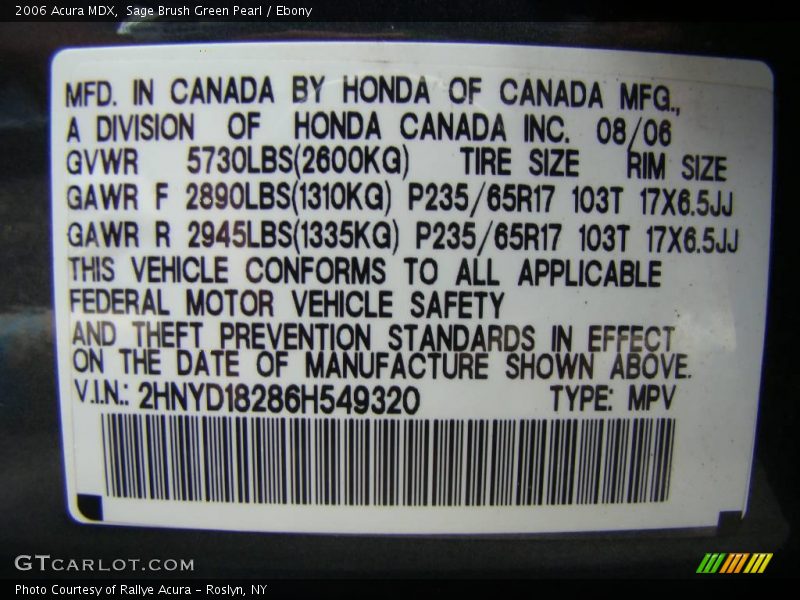 2006 Acura MDX, Sage Brush Green Pearl / Ebony
MFD. IN CANADA BY HONDA OF CANADA MFG.,
A DIVISION OF HONDA CANADA INC. 08/06
GVWR 5730LBS(2600KG) TIRE SIZE RIM SIZE
GAWR F 2890LBS(1310KG) P235/65R17 103T 17X6.5JJ
GAWR R 2945LBS(1335KG) P235/65R17 103T 17X6.5JJ
THIS VEHICLE CONFORMS TO ALL APPLICABLE
FEDERAL MOTOR VEHICLE SAFETY
AND THEFT PREVENTION STANDARDS IN EFFECT
ON THE DATE OF MANUFACTURE SHOWN ABOVE.
V.I.N.: 2HNYD18286H549320 TYPE: MPV
GTCARLOT.COM
Photo Courtesy of Rallye Acura - Roslyn, NY